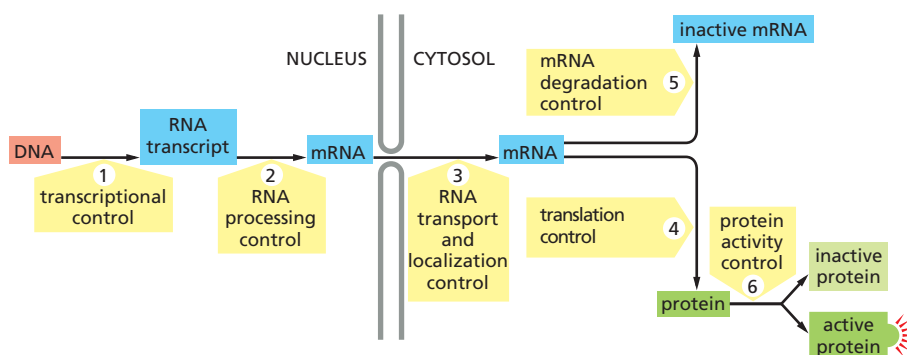 NUCLEUS
CYTOSOL
DNA
1
transcriptional
control
RNA
transcript
2
RNA
processing
control
mRNA
3
RNA
transport
and
localization
control
mRNA
mRNA
degradation
control
5
inactive mRNA
translation
control
4
protein
protein
activity
control
6
inactive
protein
active
protein